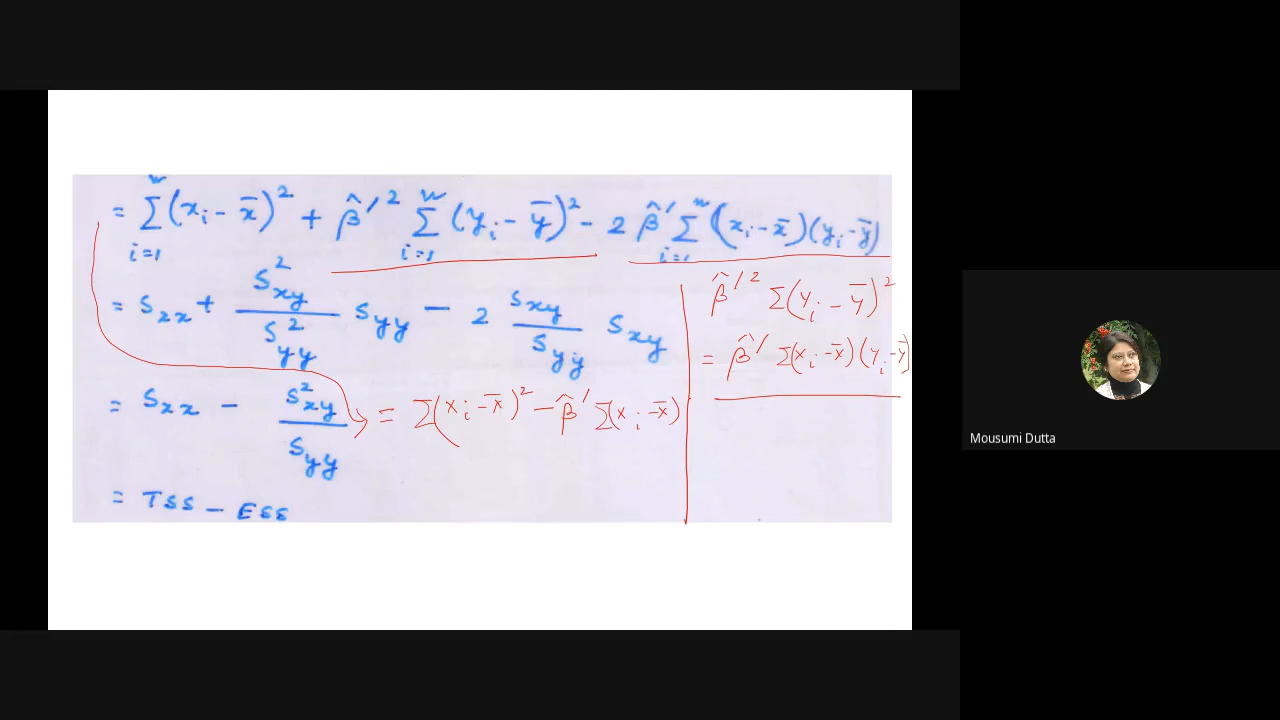 = Σ_{i=1}^{n} (x_i - x̄)² + β̂'² Σ_{i=1}^{n} (y_i - ȳ)² - 2 β̂' Σ_{i=1}^{n} (x_i - x̄)(y_i - ȳ)
= S_xx + S²_xy / S²_yy S_yy - 2 S_xy / S_yy S_xy
= S_xx - S²_xy / S_yy
= Σ(x_i - x̄)² - β̂' Σ(x_i - x̄)
= TSS - ESS
β̂'² Σ(y_i - ȳ)²
= β̂' Σ(x_i - x̄)(y_i - ȳ)
Mousumi Dutta